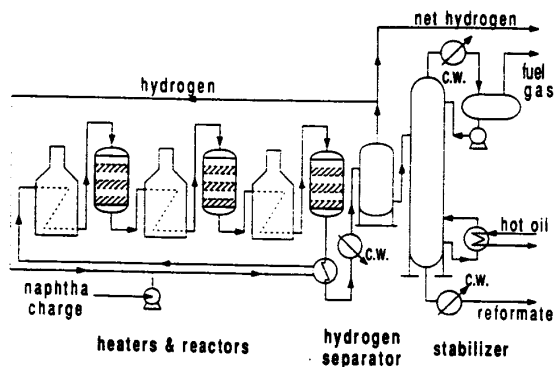 net hydrogen
hydrogen
c.w.
fuel
gas
hot oil
c.w.
c.w.
naphtha
charge
reformate
heaters & reactors
hydrogen
separator
stabilizer